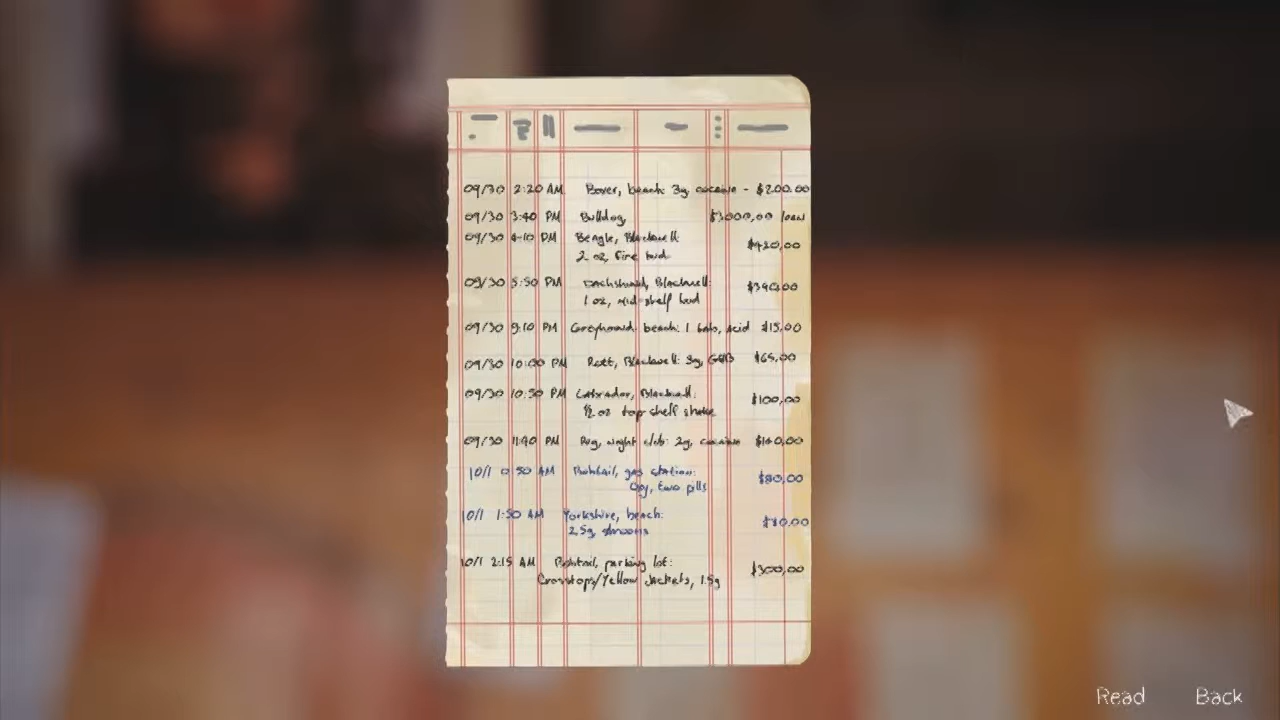 09/30 2:20 AM Boxer, beach: 3g, cocaine - $200.00
09/30 3:40 PM Bulldog, $3000,00 loan
09/30 4:10 PM Beagle, Blackwell:
2 oz, fire bud $420,00
09/30 5:50 PM Dachshund, Blackwell:
1 oz, mid-shelf bud $390,00
09/30 9:10 PM Greyhound, beach: 1 tab, acid $15.00
09/30 10:00 PM Rott, Blackwell: 3g, GHB $65,00
09/30 10:50 PM Labrador, Blackwell:
1/2 oz top shelf shake $100,00
09/30 11:40 PM Pug, night club: 2g, cocaine $160.00
10/1 0:50 AM Bobtail, gas station:
Oxy, two pills $80,00
10/1 1:50 AM Yorkshire, beach:
2,5g, shrooms
10/1 2:15 AM Bobtail, parking lot:
Crosstops/Yellow Jackets, 1.5g $300,00
Read Back